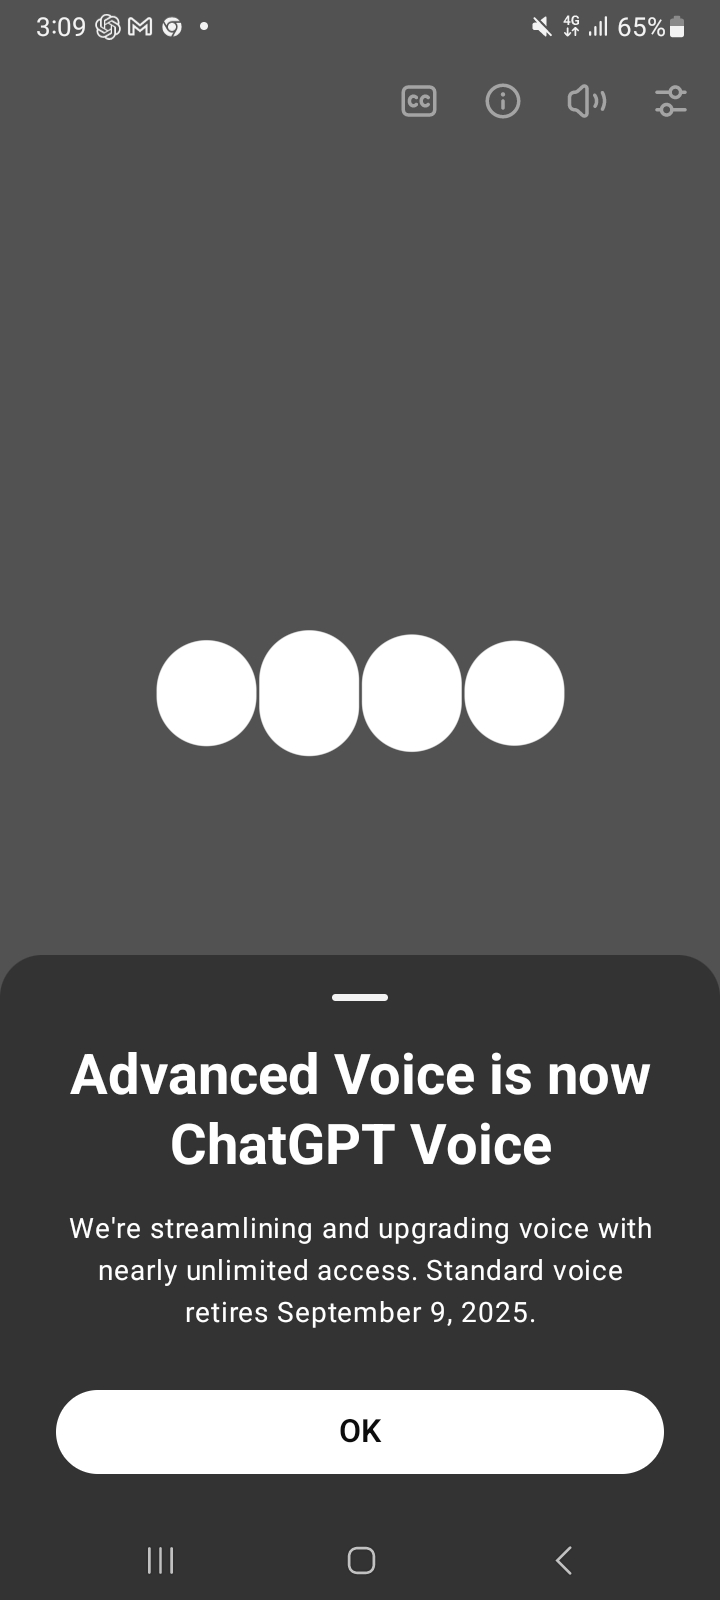 3:09 4G 65%
CC
Advanced Voice is now
ChatGPT Voice
We're streamlining and upgrading voice with
nearly unlimited access. Standard voice
retires September 9, 2025.
OK